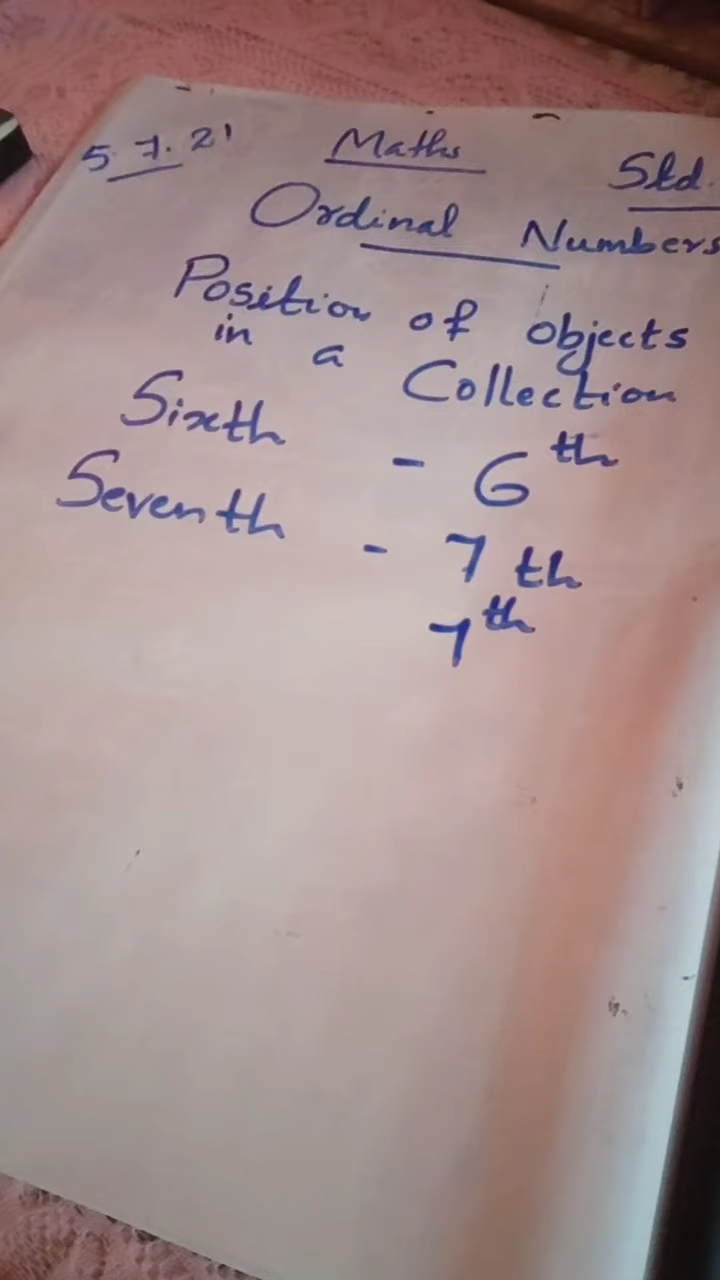 5.7.21 Maths Std.
Ordinal Numbers
Position of objects
in a Collection
Sixth - 6th
Seventh - 7th
7th